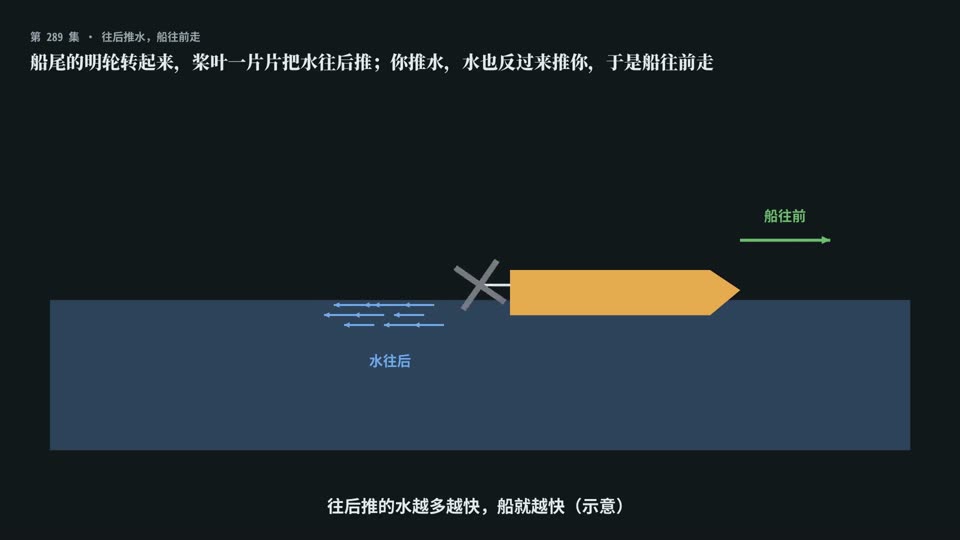 第 289 集 · 往后推水，船往前走
船尾的明轮转起来，桨叶一片片把水往后推；你推水，水也反过来推你，于是船往前走
船往前
水往后
往后推的水越多越快，船就越快（示意）